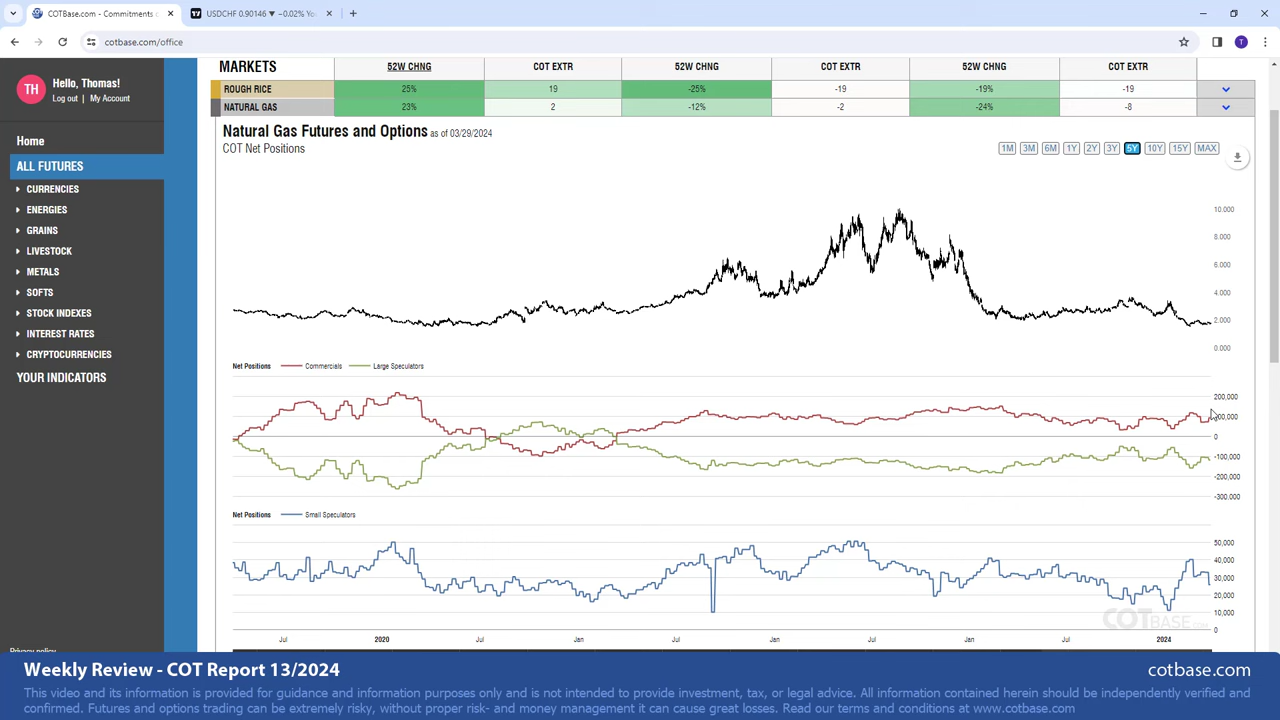 COTBase.com - Commitments o
USDCHF 0.90146 ▼ −0.02% Yo
cotbase.com/office
T
TH
Hello, Thomas!
Log out | My Account
Home
ALL FUTURES
CURRENCIES
ENERGIES
GRAINS
LIVESTOCK
METALS
SOFTS
STOCK INDEXES
INTEREST RATES
CRYPTOCURRENCIES
YOUR INDICATORS
Privacy policy
MARKETS 52W CHNG COT EXTR 52W CHNG COT EXTR 52W CHNG COT EXTR
ROUGH RICE 25% 19 -25% -19 -19% -19
NATURAL GAS 23% 2 -12% -2 -24% -8
Natural Gas Futures and Options as of 03/29/2024
COT Net Positions
1M 3M 6M 1Y 2Y 3Y 5Y 10Y 15Y MAX
10.000
8.000
6.000
4.000
2.000
0.000
Net Positions Commercials Large Speculators
200,000
0
-100,000
-200,000
-300,000
Net Positions Small Speculators
50,000
40,000
30,000
20,000
10,000
0
COTBASE.com
Jul 2020 Jul Jan Jul Jan Jul Jan Jul 2024
Weekly Review - COT Report 13/2024
cotbase.com
This video and its information is provided for guidance and information purposes only and is not intended to provide investment, tax, or legal advice. All information contained herein should be independently verified and
confirmed. Futures and options trading can be extremely risky, without proper risk- and money management it can cause great losses. Read our terms and conditions at www.cotbase.com